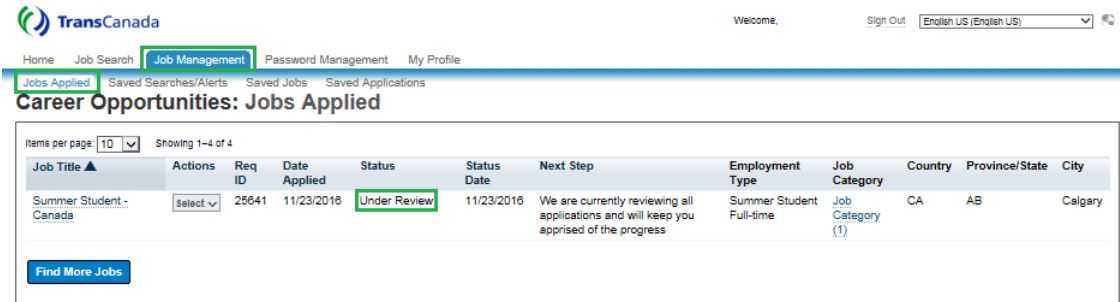 TransCanada
Welcome, Sign Out English US (English US)
Home Job Search Job Management Password Management My Profile
Jobs Applied Saved Searches/Alerts Saved Jobs Saved Applications
Career Opportunities: Jobs Applied
Items per page: 10 Showing 1–4 of 4
Job Title Actions Req ID Date Applied Status Status Date Next Step Employment Type Job Category Country Province/State City
Summer Student - Canada Select 25641 11/23/2016 Under Review 11/23/2016 We are currently reviewing all applications and will keep you apprised of the progress Summer Student Full-time Job Category (1) CA AB Calgary
Find More Jobs